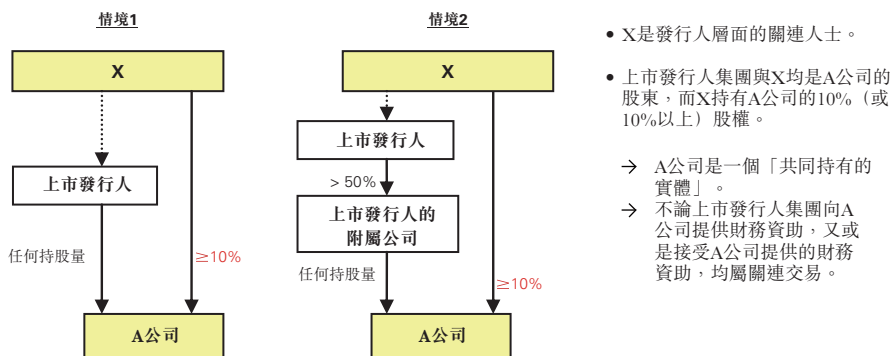 情境1
X
上市發行人
任何持股量
≥10%
A公司
情境2
X
上市發行人
> 50%
上市發行人的
附屬公司
任何持股量
≥10%
A公司
• X是發行人層面的關連人士。
• 上市發行人集團與X均是A公司的
股東，而X持有A公司的10%（或
10%以上）股權。
→ A公司是一個「共同持有的
實體」。
→ 不論上市發行人集團向A
公司提供財務資助，又或
是接受A公司提供的財務
資助，均屬關連交易。